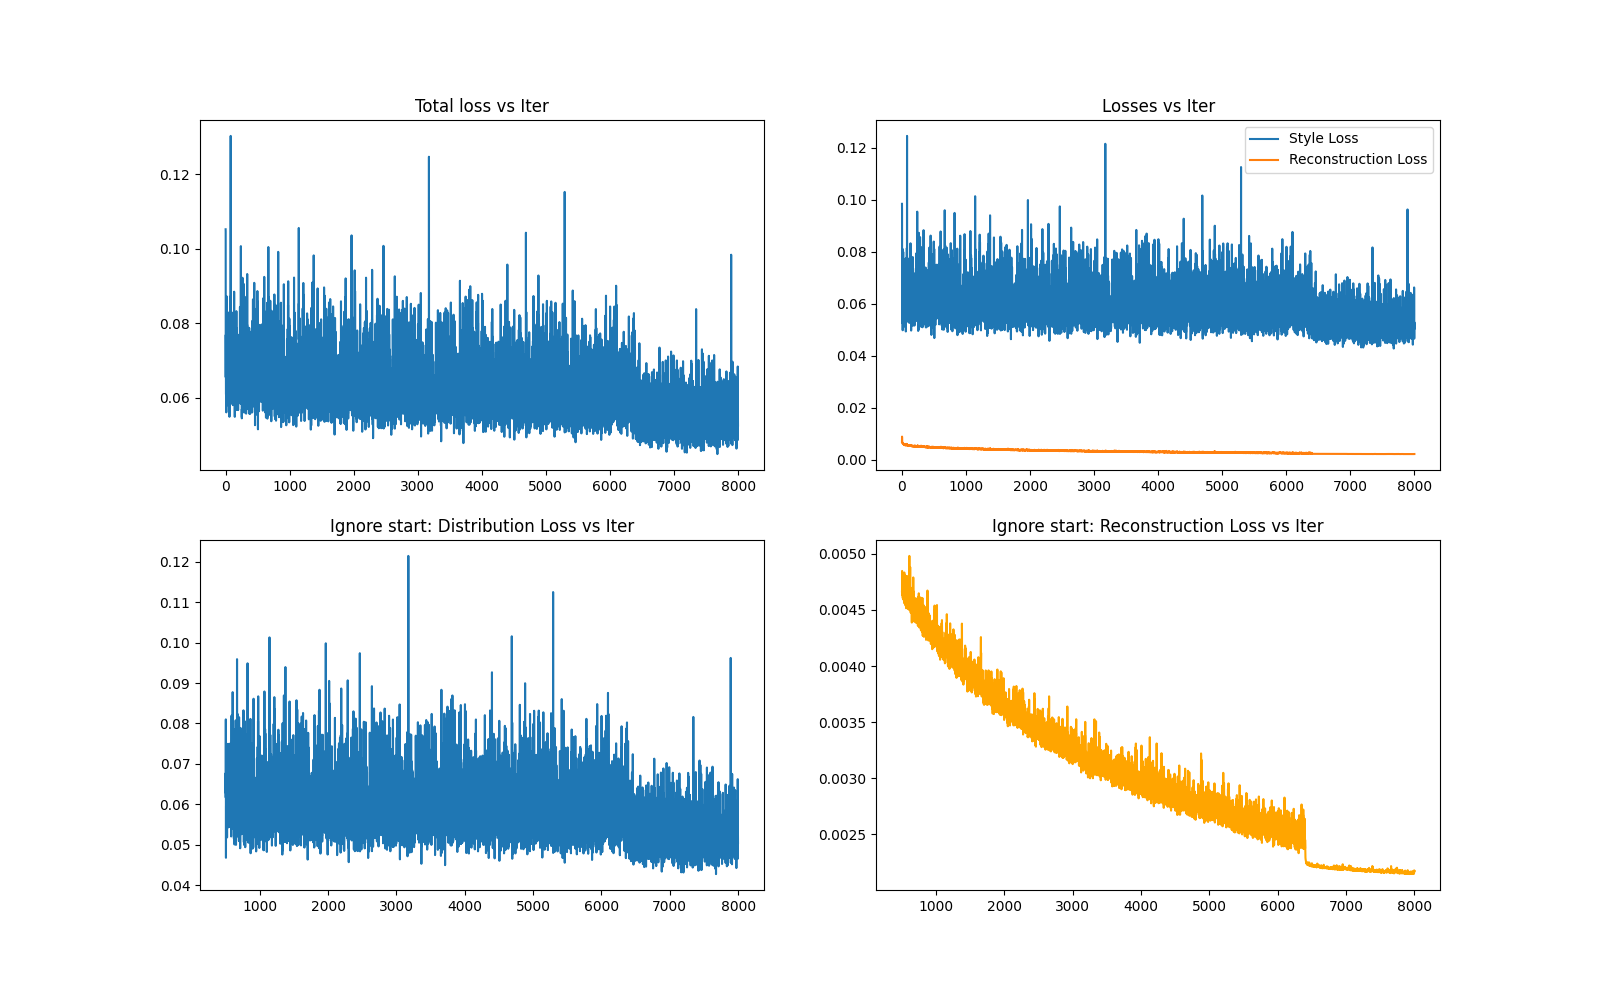 Total loss vs Iter
0.12
0.10
0.08
0.06
0 1000 2000 3000 4000 5000 6000 7000 8000
Losses vs Iter
Style Loss
Reconstruction Loss
0.12
0.10
0.08
0.06
0.04
0.02
0.00
0 1000 2000 3000 4000 5000 6000 7000 8000
Ignore start: Distribution Loss vs Iter
0.12
0.11
0.10
0.09
0.08
0.07
0.06
0.05
0.04
1000 2000 3000 4000 5000 6000 7000 8000
Ignore start: Reconstruction Loss vs Iter
0.0050
0.0045
0.0040
0.0035
0.0030
0.0025
1000 2000 3000 4000 5000 6000 7000 8000